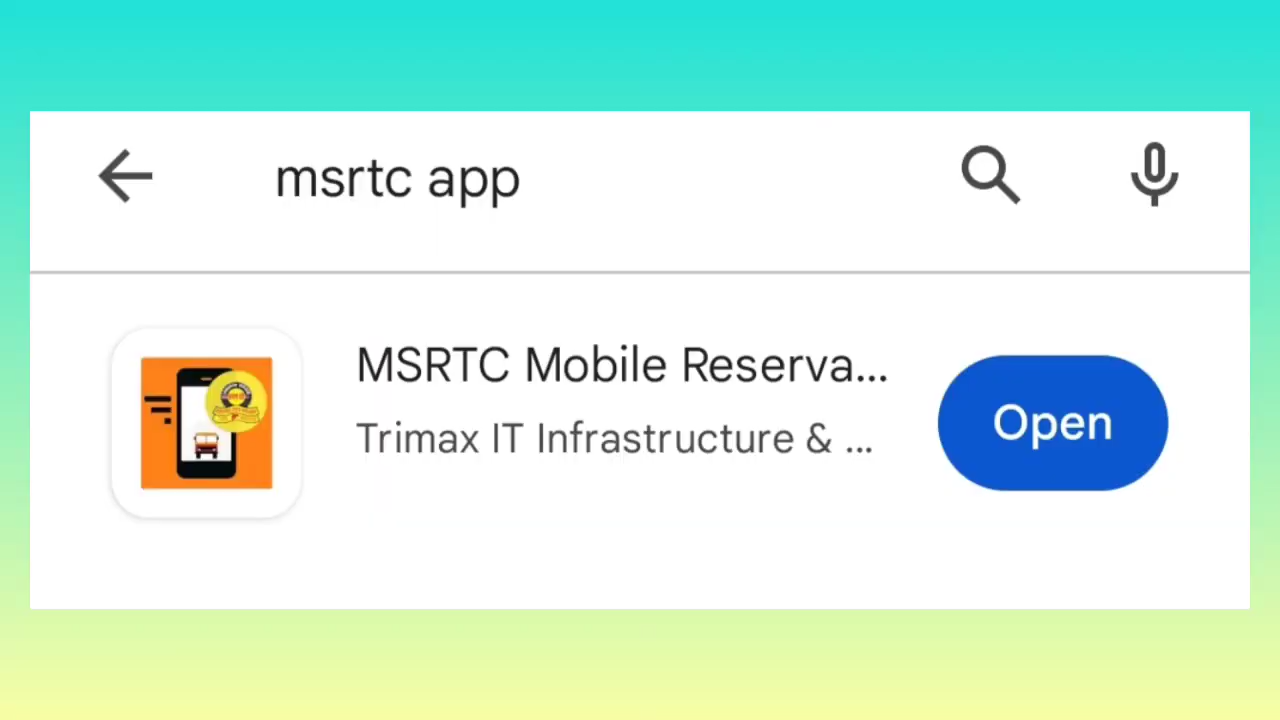 msrtc app
MSRTC Mobile Reserva...
Trimax IT Infrastructure & ...
Open